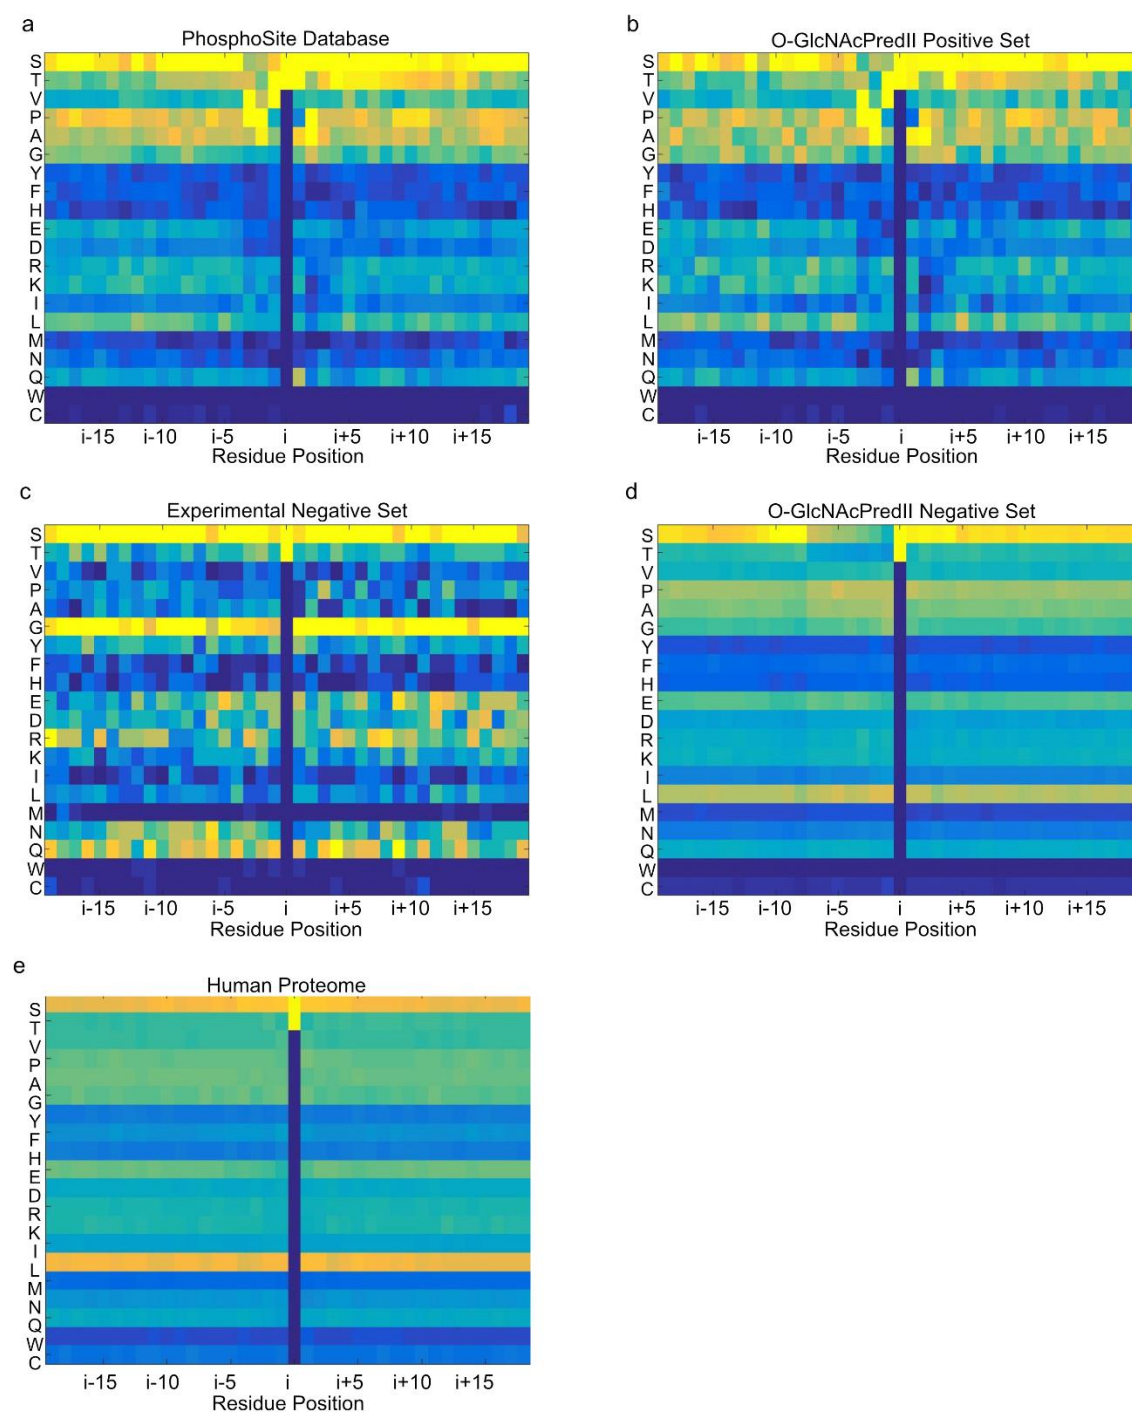 a
PhosphoSite Database
S
T
V
P
A
G
Y
F
H
E
D
R
K
I
L
M
N
Q
W
C
i-15 i-10 i-5 i i+5 i+10 i+15
Residue Position
b
O-GlcNAcPredII Positive Set
S
T
V
P
A
G
Y
F
H
E
D
R
K
I
L
M
N
Q
W
C
i-15 i-10 i-5 i i+5 i+10 i+15
Residue Position
c
Experimental Negative Set
S
T
V
P
A
G
Y
F
H
E
D
R
K
I
L
M
N
Q
W
C
i-15 i-10 i-5 i i+5 i+10 i+15
Residue Position
d
O-GlcNAcPredII Negative Set
S
T
V
P
A
G
Y
F
H
E
D
R
K
I
L
M
N
Q
W
C
i-15 i-10 i-5 i i+5 i+10 i+15
Residue Position
e
Human Proteome
S
T
V
P
A
G
Y
F
H
E
D
R
K
I
L
M
N
Q
W
C
i-15 i-10 i-5 i i+5 i+10 i+15
Residue Position